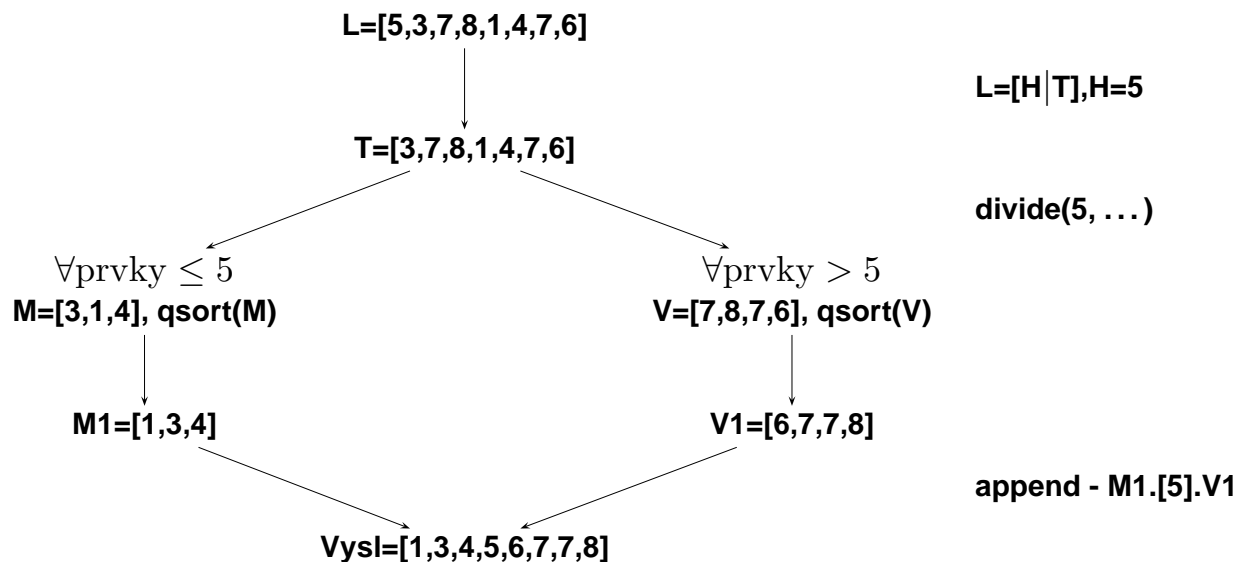 L=[5,3,7,8,1,4,7,6]
L=[H|T],H=5
T=[3,7,8,1,4,7,6]
divide(5, ...)
∀prvky ≤ 5
∀prvky > 5
M=[3,1,4], qsort(M)
V=[7,8,7,6], qsort(V)
M1=[1,3,4]
V1=[6,7,7,8]
append - M1.[5].V1
Vysl=[1,3,4,5,6,7,7,8]